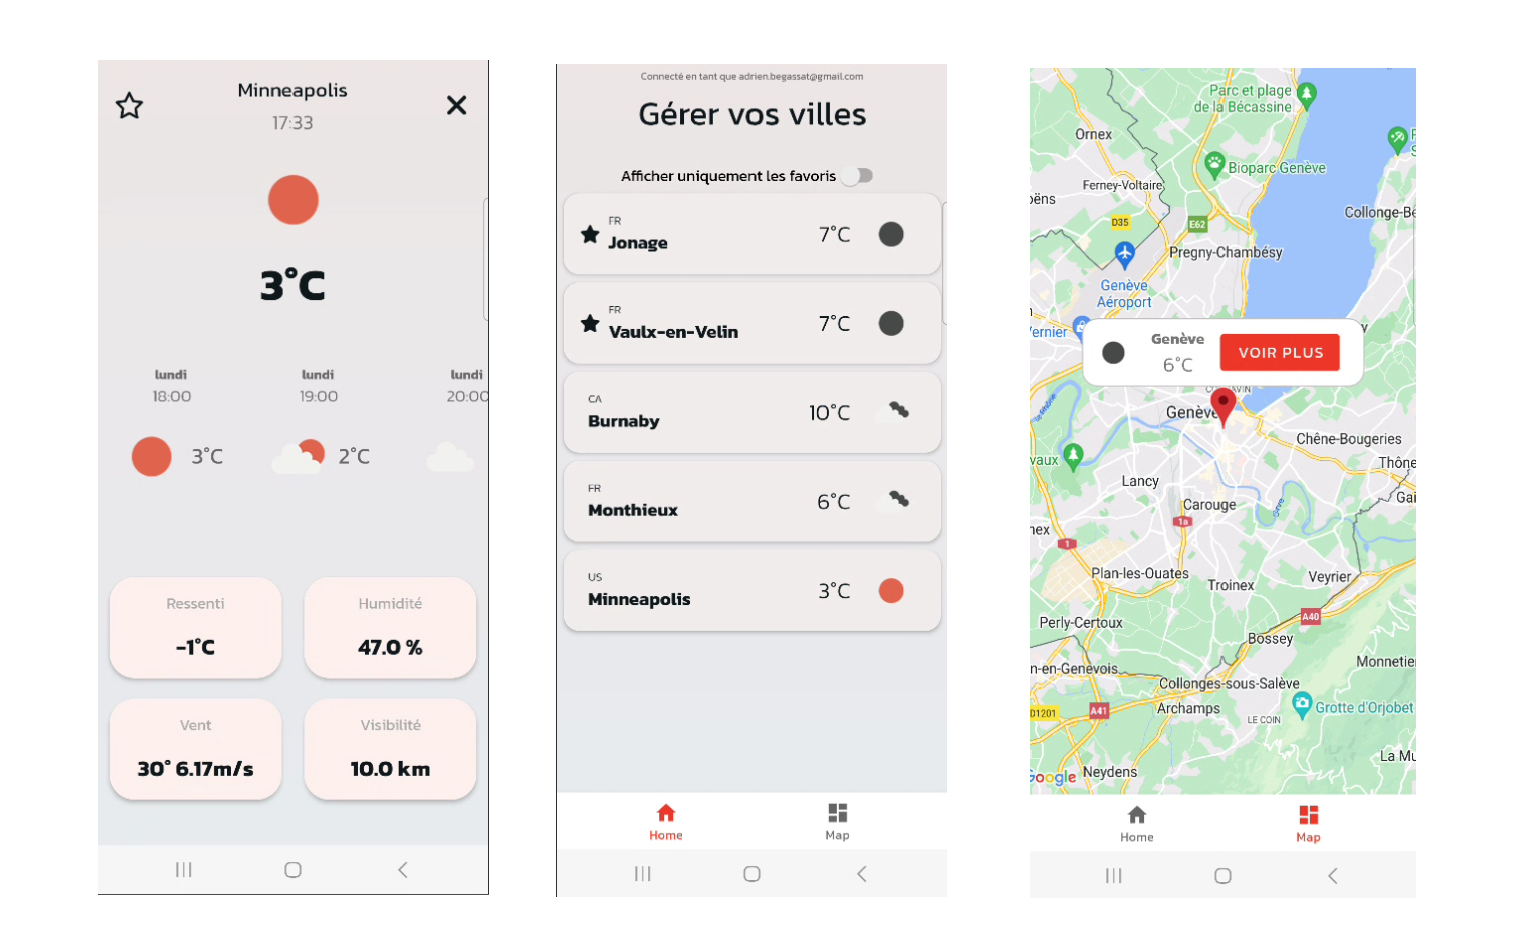 Minneapolis
17:33
3°C
lundi
18:00
lundi
19:00
lundi
20:00
3°C
2°C
Ressenti
-1°C
Humidité
47.0 %
Vent
30° 6.17m/s
Visibilité
10.0 km
Connecté en tant que adrien.begassat@gmail.com
Gérer vos villes
Afficher uniquement les favoris
FR
Jonage
7°C
FR
Vaulx-en-Velin
7°C
CA
Burnaby
10°C
FR
Monthieux
6°C
US
Minneapolis
3°C
Home
Map
Parc et plage
de la Bécassine
Ornex
Bioparc Genève
Ferney-Voltaire
oëns
Collonge-Be
D35
E62
Pregny-Chambésy
Genève
Aéroport
Vernier
Genève
6°C
VOIR PLUS
Genève
Chêne-Bougeries
vaux
Thône
Lancy
Gai
Carouge
Arve
1a
nex
1
Plan-les-Ouates
Troinex
Veyrier
A40
Perly-Certoux
Bossey
Monnetie
n-en-Genevois
Collonges-sous-Salève
Archamps
D1201
A41
LE COIN
Grotte d'Orjobet
La Mu
Google
Neydens
Home
Map